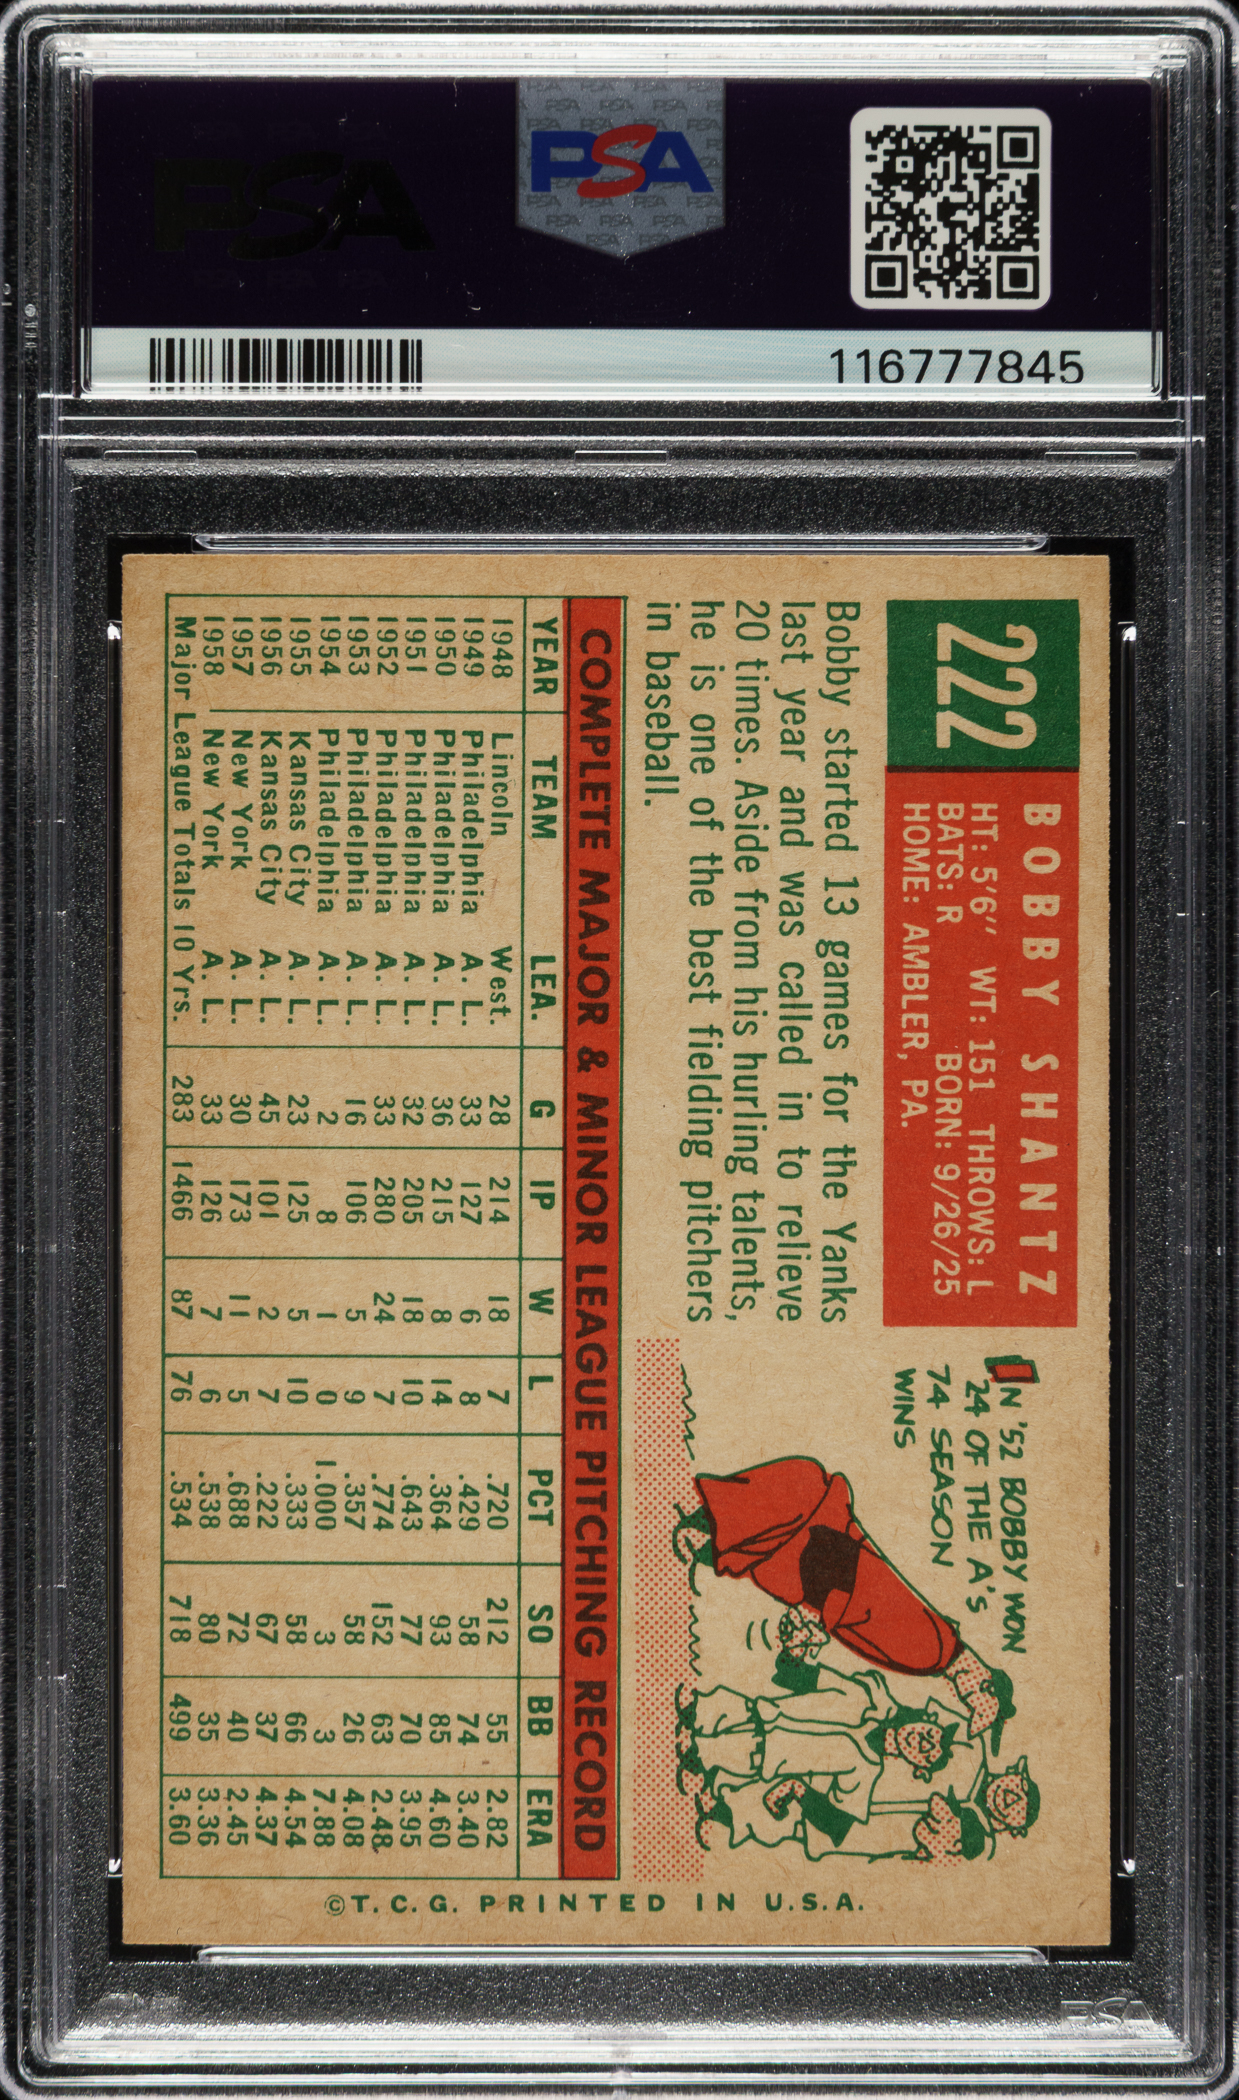 PSA
PSA
116777845
222
BOBBY SHANTZ
HT: 5'6" WT: 151 THROWS: L
BATS: R BORN: 9/26/25
HOME: AMBLER, PA.
Bobby started 13 games for the Yanks
last year and was called in to relieve
20 times. Aside from his hurling talents,
he is one of the best fielding pitchers
in baseball.
IN '52 BOBBY WON
24 OF THE A'S
74 SEASON
WINS
COMPLETE MAJOR & MINOR LEAGUE PITCHING RECORD
YEAR TEAM LEA. G IP W L PCT SO BB ERA
1948 Lincoln West. 28 214 18 7 .720 212 55 2.82
1949 Philadelphia A. L. 33 127 6 8 .429 58 74 3.40
1950 Philadelphia A. L. 36 215 8 14 .364 93 85 4.60
1951 Philadelphia A. L. 32 205 18 10 .643 77 70 3.95
1952 Philadelphia A. L. 33 280 24 7 .774 152 63 2.48
1953 Philadelphia A. L. 16 106 5 9 .357 58 26 4.08
1954 Philadelphia A. L. 2 8 1 0 1.000 3 3 7.88
1955 Kansas City A. L. 23 125 5 10 .333 58 66 4.54
1956 Kansas City A. L. 45 101 2 7 .222 67 37 4.37
1957 New York A. L. 30 173 11 5 .688 72 40 2.45
1958 New York A. L. 33 126 7 6 .538 80 35 3.36
Major League Totals 10 Yrs. 283 1466 87 76 .534 718 499 3.60
©T.C.G. PRINTED IN U.S.A.
PSA